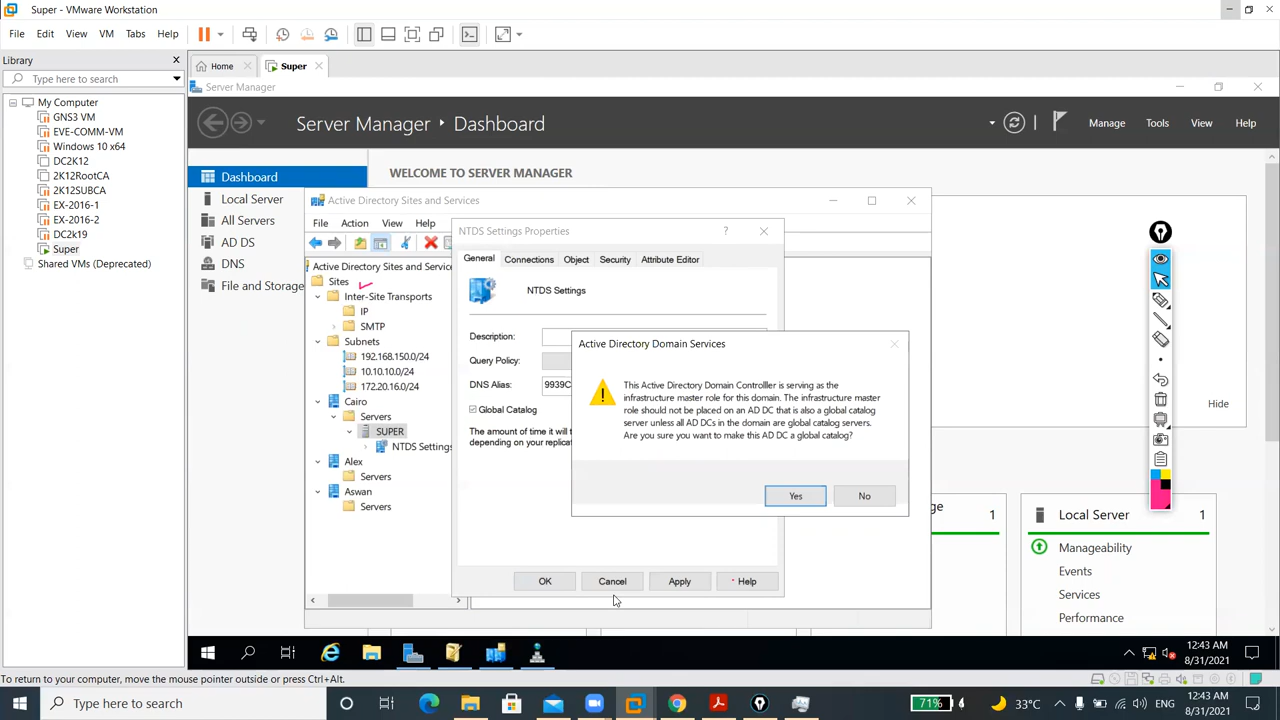 Super - VMware Workstation
File Edit View VM Tabs Help
Library
Type here to search
My Computer
GNS3 VM
EVE-COMM-VM
Windows 10 x64
DC2K12
2K12RootCA
2K12SUBCA
EX-2016-1
EX-2016-2
DC2k19
Super
Shared VMs (Deprecated)
Home
Super
Server Manager
Server Manager ‣ Dashboard
Manage Tools View Help
Dashboard
Local Server
All Servers
AD DS
DNS
File and Storage
WELCOME TO SERVER MANAGER
Active Directory Sites and Services
File Action View Help
Active Directory Sites and Service
Sites
Inter-Site Transports
IP
SMTP
Subnets
192.168.150.0/24
10.10.10.0/24
172.20.16.0/24
Cairo
Servers
SUPER
NTDS Settings
Alex
Servers
Aswan
Servers
NTDS Settings Properties
?
General Connections Object Security Attribute Editor
NTDS Settings
Description:
Query Policy:
DNS Alias: 9939C
Global Catalog
The amount of time it will t
depending on your replicat
OK Cancel Apply Help
Active Directory Domain Services
This Active Directory Domain Controlller is serving as the
infrastructure master role for this domain. The infrastructure master
role should not be placed on an AD DC that is also a global catalog
server unless all AD DCs in the domain are global catalog servers.
Are you sure you want to make this AD DC a global catalog?
Yes No
Hide
ge 1
Local Server 1
Manageability
Events
Services
Performance
12:43 AM
8/31/2021
To return to your computer, move the mouse pointer outside or press Ctrl+Alt.
Type here to search
71%
4
33°C
ENG
12:43 AM
8/31/2021